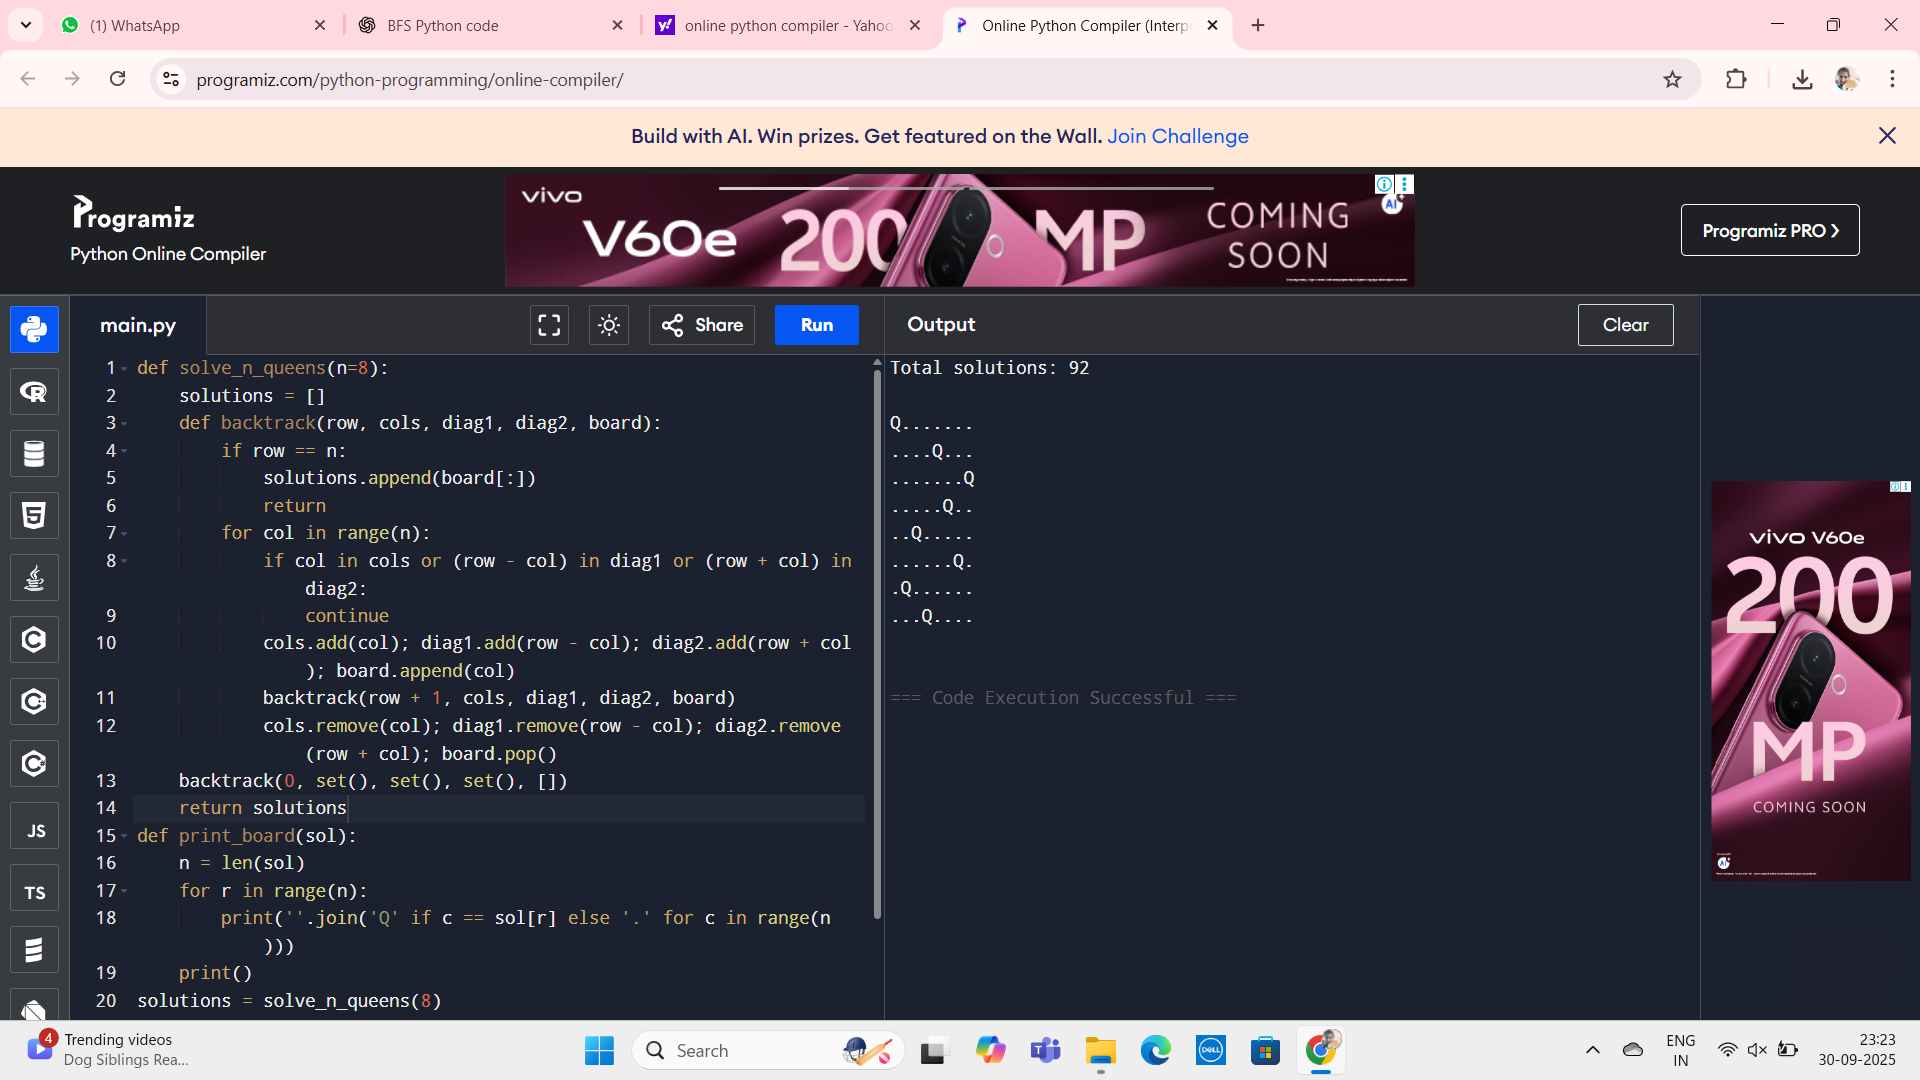 (1) WhatsApp
BFS Python code
online python compiler - Yahoo
Online Python Compiler (Interpr
programiz.com/python-programming/online-compiler/
Build with AI. Win prizes. Get featured on the Wall. Join Challenge
Programiz
Python Online Compiler
vivo
V60e 200 MP
COMING
SOON
AI
Programiz PRO
main.py
Share
Run
Output
Clear
1 def solve_n_queens(n=8):
2     solutions = []
3     def backtrack(row, cols, diag1, diag2, board):
4         if row == n:
5             solutions.append(board[:])
6             return
7         for col in range(n):
8             if col in cols or (row - col) in diag1 or (row + col) in
                diag2:
9                 continue
10             cols.add(col); diag1.add(row - col); diag2.add(row + col
                ); board.append(col)
11             backtrack(row + 1, cols, diag1, diag2, board)
12             cols.remove(col); diag1.remove(row - col); diag2.remove
                (row + col); board.pop()
13     backtrack(0, set(), set(), set(), [])
14     return solutions
15 def print_board(sol):
16     n = len(sol)
17     for r in range(n):
18         print(''.join('Q' if c == sol[r] else '.' for c in range(n
            )))
19     print()
20 solutions = solve_n_queens(8)
JS
TS
Total solutions: 92
Q.......
....Q...
.......Q
.....Q..
..Q.....
......Q.
.Q......
...Q....
=== Code Execution Successful ===
vivo V60e
200
MP
COMING SOON
AI
4
Trending videos
Dog Siblings Rea...
Search
DELL
ENG
IN
23:23
30-09-2025